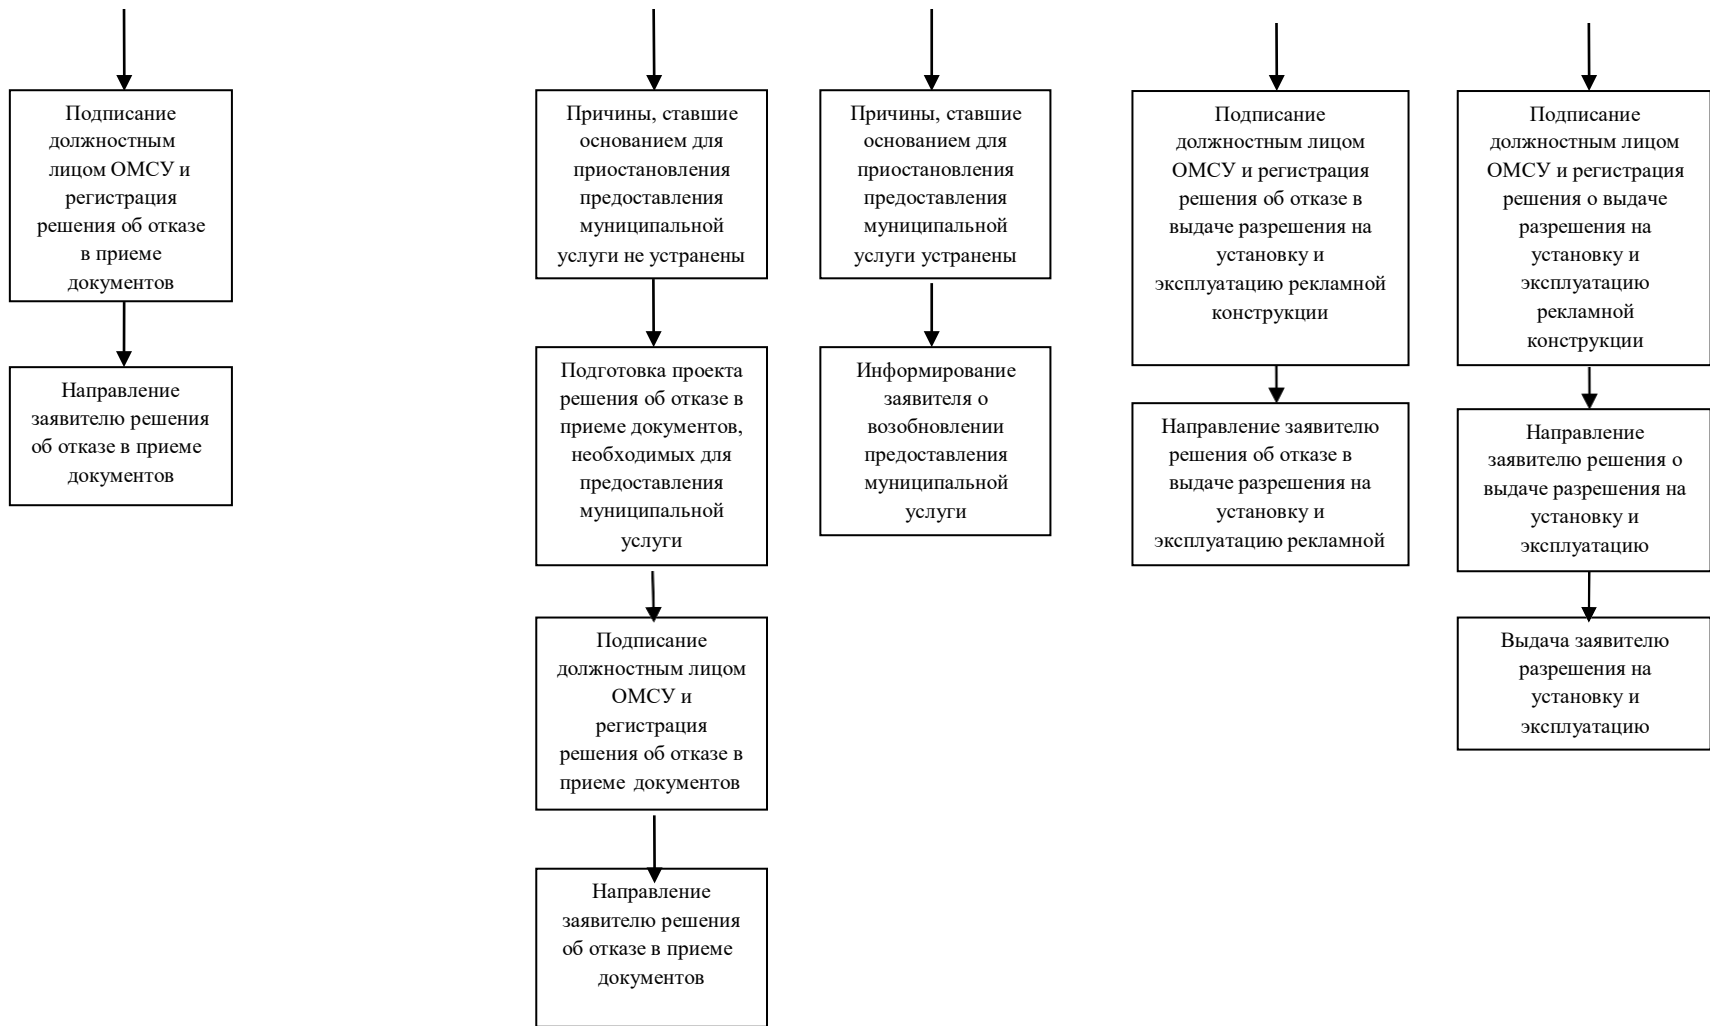 Подписание
должностным
лицом ОМСУ и
регистрация
решения об отказе
в приеме
документов
Направление
заявителю решения
об отказе в приеме
документов
Причины, ставшие
основанием для
приостановления
предоставления
муниципальной
услуги не устранены
Подготовка проекта
решения об отказе в
приеме документов,
необходимых для
предоставления
муниципальной
услуги
Подписание
должностным лицом
ОМСУ и
регистрация
решения об отказе в
приеме документов
Направление
заявителю решения
об отказе в приеме
документов
Причины, ставшие
основанием для
приостановления
предоставления
муниципальной
услуги устранены
Информирование
заявителя о
возобновлении
предоставления
муниципальной
услуги
Подписание
должностным лицом
ОМСУ и регистрация
решения об отказе в
выдаче разрешения на
установку и
эксплуатацию рекламной
конструкции
Направление заявителю
решения об отказе в
выдаче разрешения на
установку и
эксплуатацию рекламной
Подписание
должностным лицом
ОМСУ и регистрация
решения о выдаче
разрешения на
установку и
эксплуатацию
рекламной
конструкции
Направление
заявителю решения о
выдаче разрешения на
установку и
эксплуатацию
Выдача заявителю
разрешения на
установку и
эксплуатацию